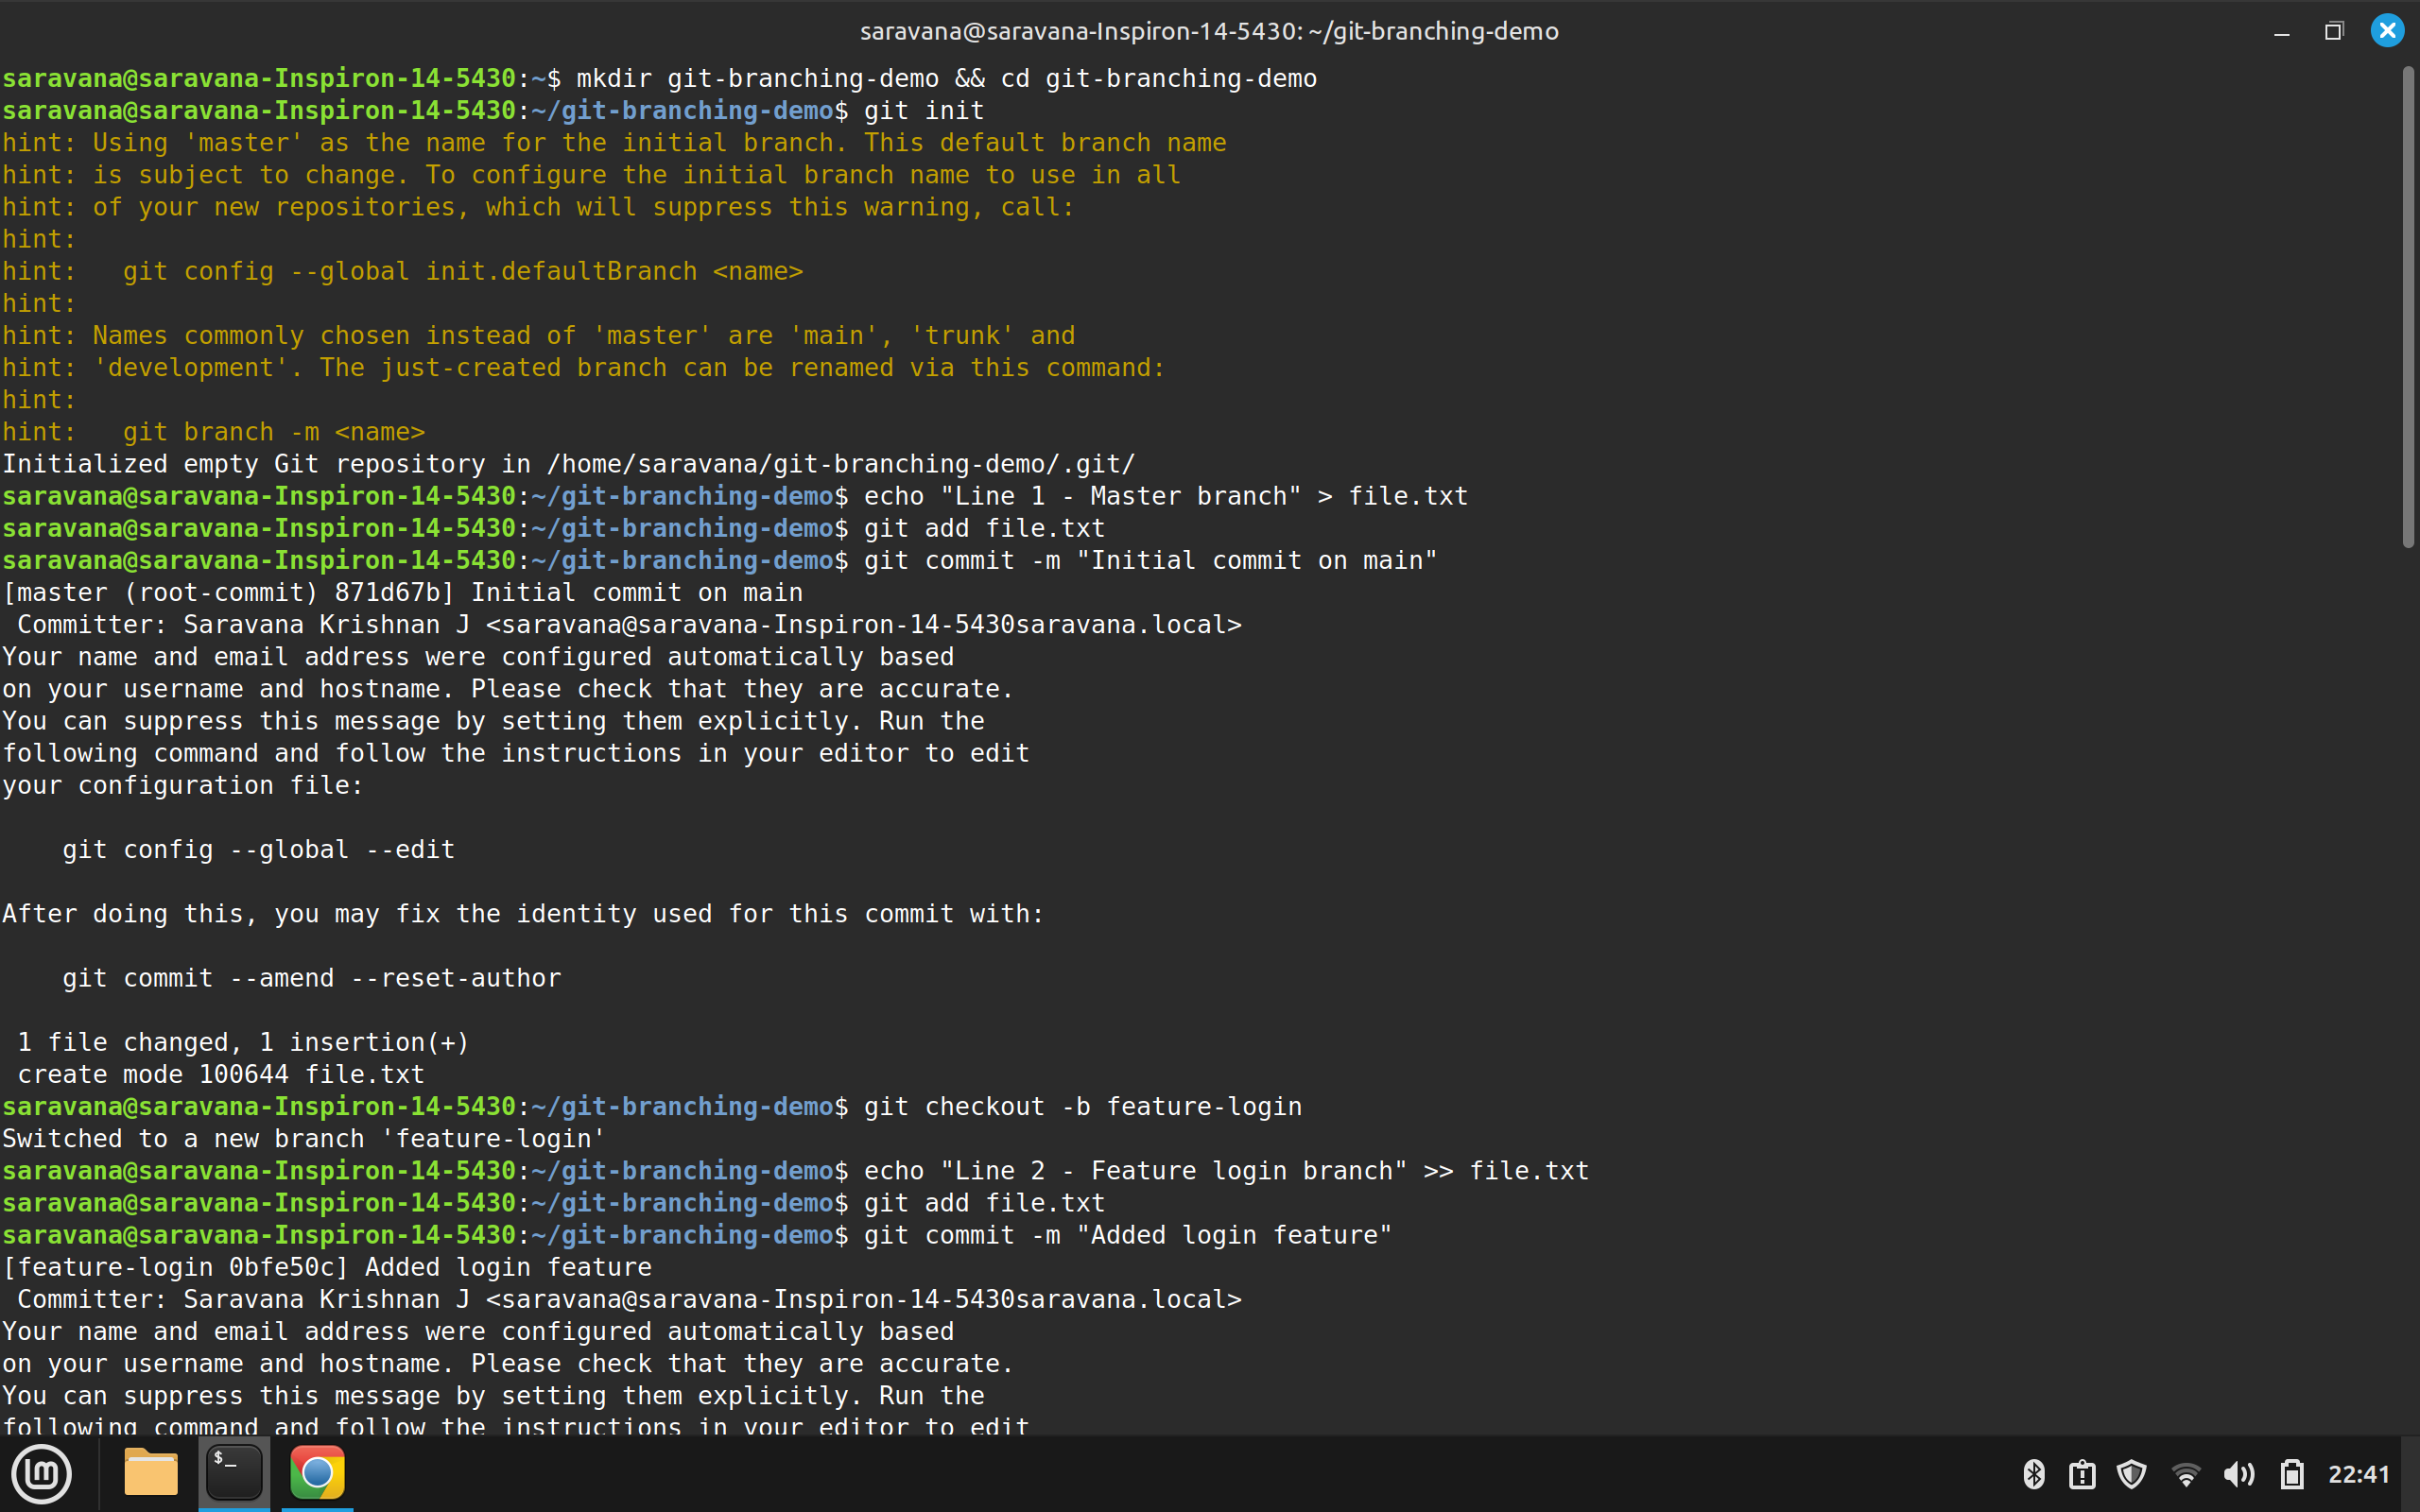 saravana@saravana-Inspiron-14-5430: ~/git-branching-demo
saravana@saravana-Inspiron-14-5430:~$ mkdir git-branching-demo && cd git-branching-demo
saravana@saravana-Inspiron-14-5430:~/git-branching-demo$ git init
hint: Using 'master' as the name for the initial branch. This default branch name
hint: is subject to change. To configure the initial branch name to use in all
hint: of your new repositories, which will suppress this warning, call:
hint:
hint:   git config --global init.defaultBranch <name>
hint:
hint: Names commonly chosen instead of 'master' are 'main', 'trunk' and
hint: 'development'. The just-created branch can be renamed via this command:
hint:
hint:   git branch -m <name>
Initialized empty Git repository in /home/saravana/git-branching-demo/.git/
saravana@saravana-Inspiron-14-5430:~/git-branching-demo$ echo "Line 1 - Master branch" > file.txt
saravana@saravana-Inspiron-14-5430:~/git-branching-demo$ git add file.txt
saravana@saravana-Inspiron-14-5430:~/git-branching-demo$ git commit -m "Initial commit on main"
[master (root-commit) 871d67b] Initial commit on main
 Committer: Saravana Krishnan J <saravana@saravana-Inspiron-14-5430saravana.local>
Your name and email address were configured automatically based
on your username and hostname. Please check that they are accurate.
You can suppress this message by setting them explicitly. Run the
following command and follow the instructions in your editor to edit
your configuration file:

    git config --global --edit

After doing this, you may fix the identity used for this commit with:

    git commit --amend --reset-author

 1 file changed, 1 insertion(+)
 create mode 100644 file.txt
saravana@saravana-Inspiron-14-5430:~/git-branching-demo$ git checkout -b feature-login
Switched to a new branch 'feature-login'
saravana@saravana-Inspiron-14-5430:~/git-branching-demo$ echo "Line 2 - Feature login branch" >> file.txt
saravana@saravana-Inspiron-14-5430:~/git-branching-demo$ git add file.txt
saravana@saravana-Inspiron-14-5430:~/git-branching-demo$ git commit -m "Added login feature"
[feature-login 0bfe50c] Added login feature
 Committer: Saravana Krishnan J <saravana@saravana-Inspiron-14-5430saravana.local>
Your name and email address were configured automatically based
on your username and hostname. Please check that they are accurate.
You can suppress this message by setting them explicitly. Run the
following command and follow the instructions in your editor to edit
$_
22:41